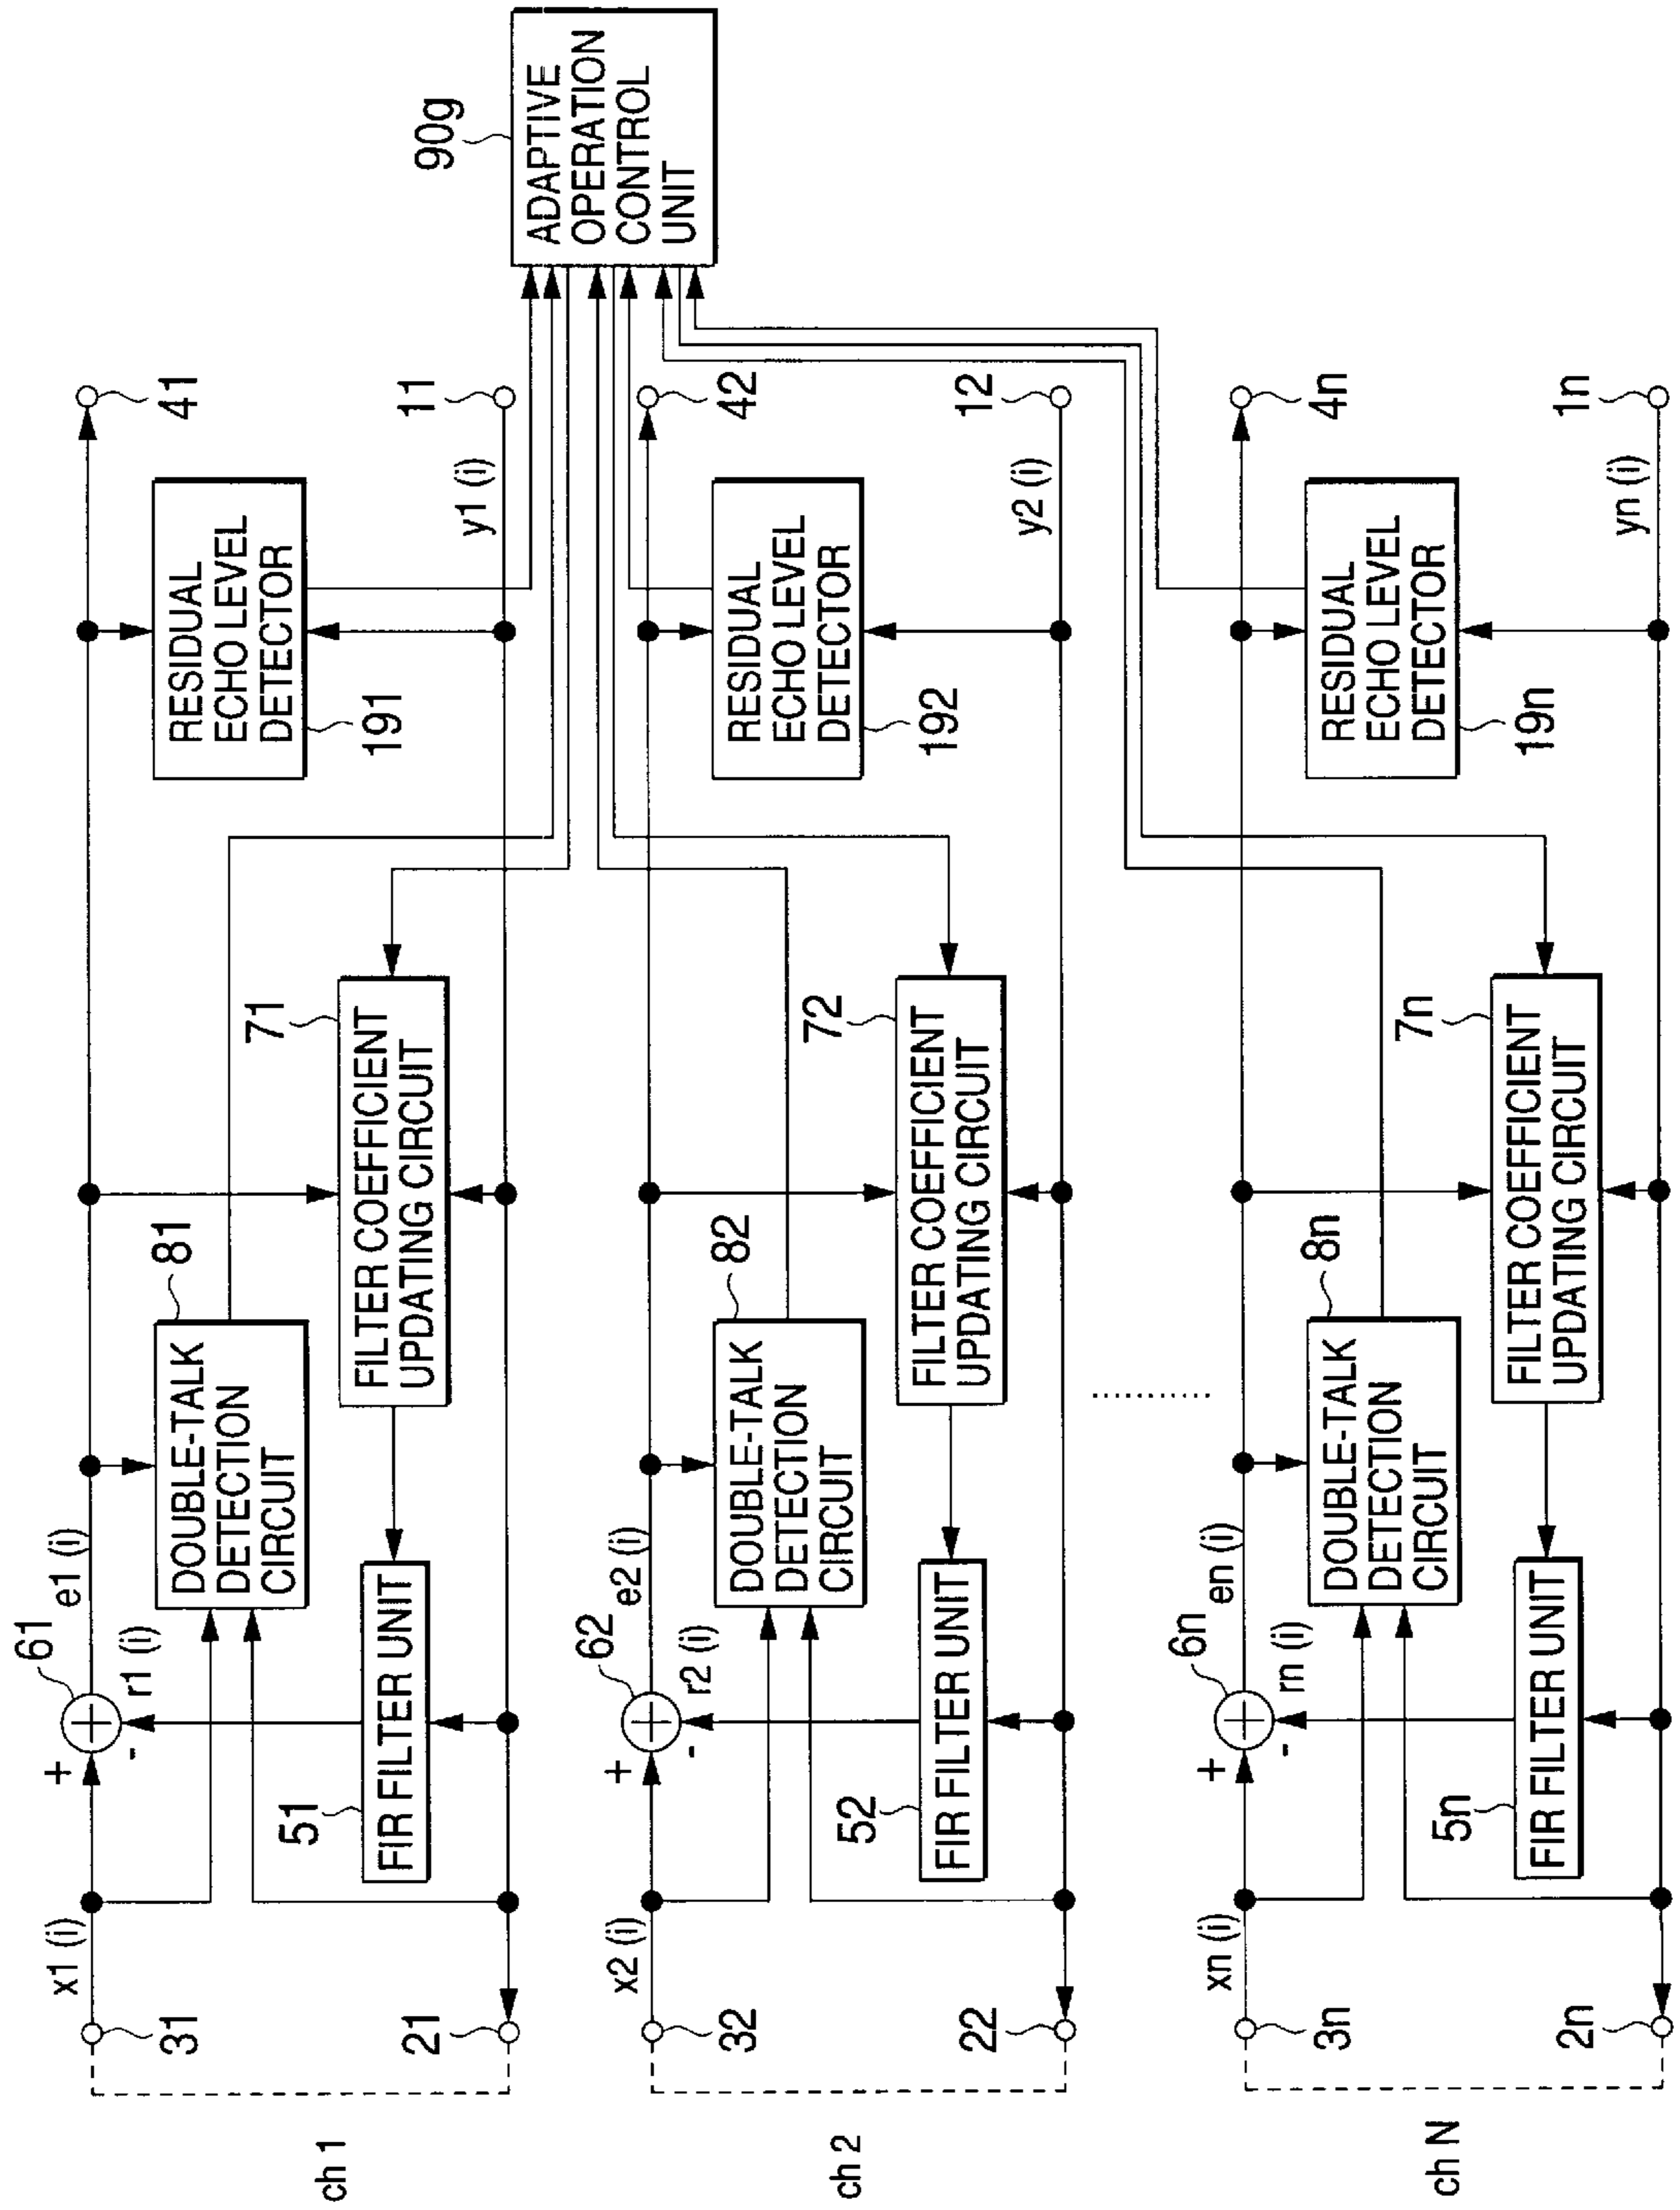 ch 1
x1 (i)
31
+
-
61
r1 (i)
e1 (i)
81
DOUBLE-TALK
DETECTION
CIRCUIT
51
FIR FILTER UNIT
71
FILTER COEFFICIENT
UPDATING CIRCUIT
RESIDUAL
ECHO LEVEL
DETECTOR
191
41
21
y1 (i)
11
90g
ADAPTIVE
OPERATION
CONTROL
UNIT
ch 2
x2 (i)
32
+
-
62
r2 (i)
e2 (i)
82
DOUBLE-TALK
DETECTION
CIRCUIT
52
FIR FILTER UNIT
72
FILTER COEFFICIENT
UPDATING CIRCUIT
RESIDUAL
ECHO LEVEL
DETECTOR
192
42
22
y2 (i)
12
ch N
xn (i)
3n
+
-
6n
rn (i)
en (i)
8n
DOUBLE-TALK
DETECTION
CIRCUIT
5n
FIR FILTER UNIT
7n
FILTER COEFFICIENT
UPDATING CIRCUIT
RESIDUAL
ECHO LEVEL
DETECTOR
19n
4n
2n
yn (i)
1n